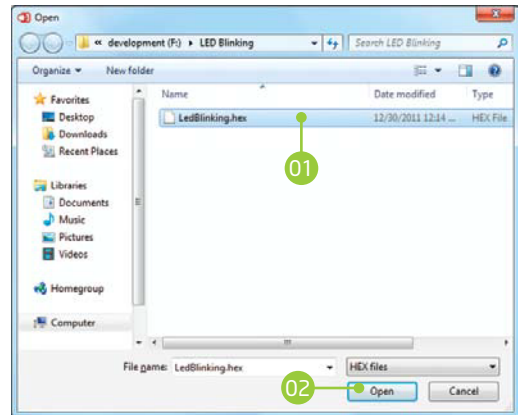 Open
« development (F:) ▸ LED Blinking
Search LED Blinking
Organize
New folder
Favorites
Desktop
Downloads
Recent Places
Libraries
Documents
Music
Pictures
Videos
Homegroup
Computer
Name
Date modified
Type
LedBlinking.hex
12/30/2011 12:14 ...
HEX File
01
File name:
LedBlinking.hex
HEX files
02
Open
Cancel